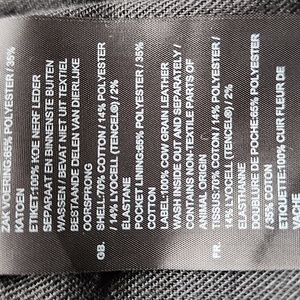 ZAK VOERING:65% POLYESTER / 35%
KATOEN
ETIKET:100% KOE NERF LEDER
SEPARAAT EN BINNENSTE BUITEN
WASSEN / BEVAT NIET UIT TEXTIEL
BESTAANDE DELEN VAN DIERLIJKE
OORSPRONG
GB. SHELL:70% COTTON / 14% POLYESTER
/ 14% LYOCELL (TENCEL®) / 2%
ELASTANE
POCKET LINING:65% POLYESTER / 35%
COTTON
LABEL:100% COW GRAIN LEATHER
WASH INSIDE OUT AND SEPARATELY /
CONTAINS NON-TEXTILE PARTS OF
ANIMAL ORIGIN
FR. TISSUS:70% COTON / 14% POLYESTER /
14% LYOCELL (TENCEL®) / 2%
ELASTHANNE
DOUBLURE DE POCHE:65% POLYESTER
/ 35% COTON
ETIQUETTE:100% CUIR FLEUR DE
VACHE